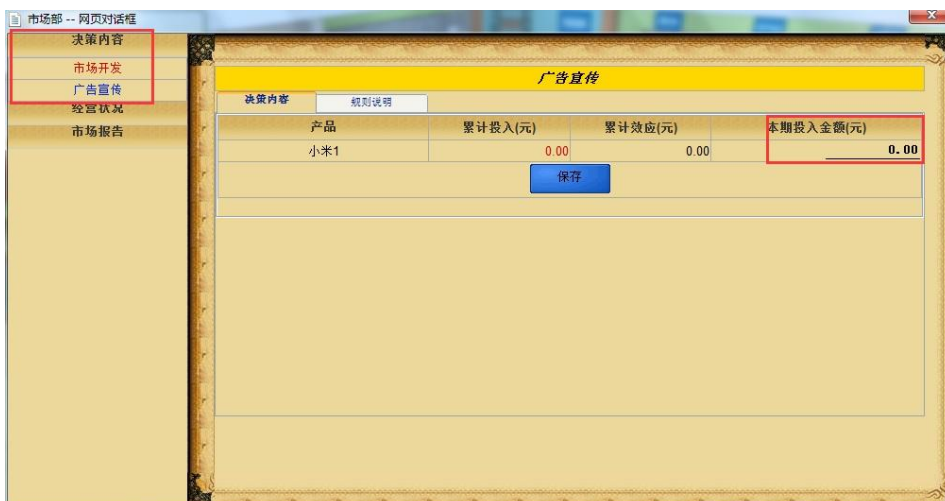 市场部 -- 网页对话框
决策内容
市场开发
广告宣传
经营状况
市场报告
广告宣传
决策内容 规则说明
产品 累计投入(元) 累计效应(元) 本期投入金额(元)
小米1 0.00 0.00 0.00
保存